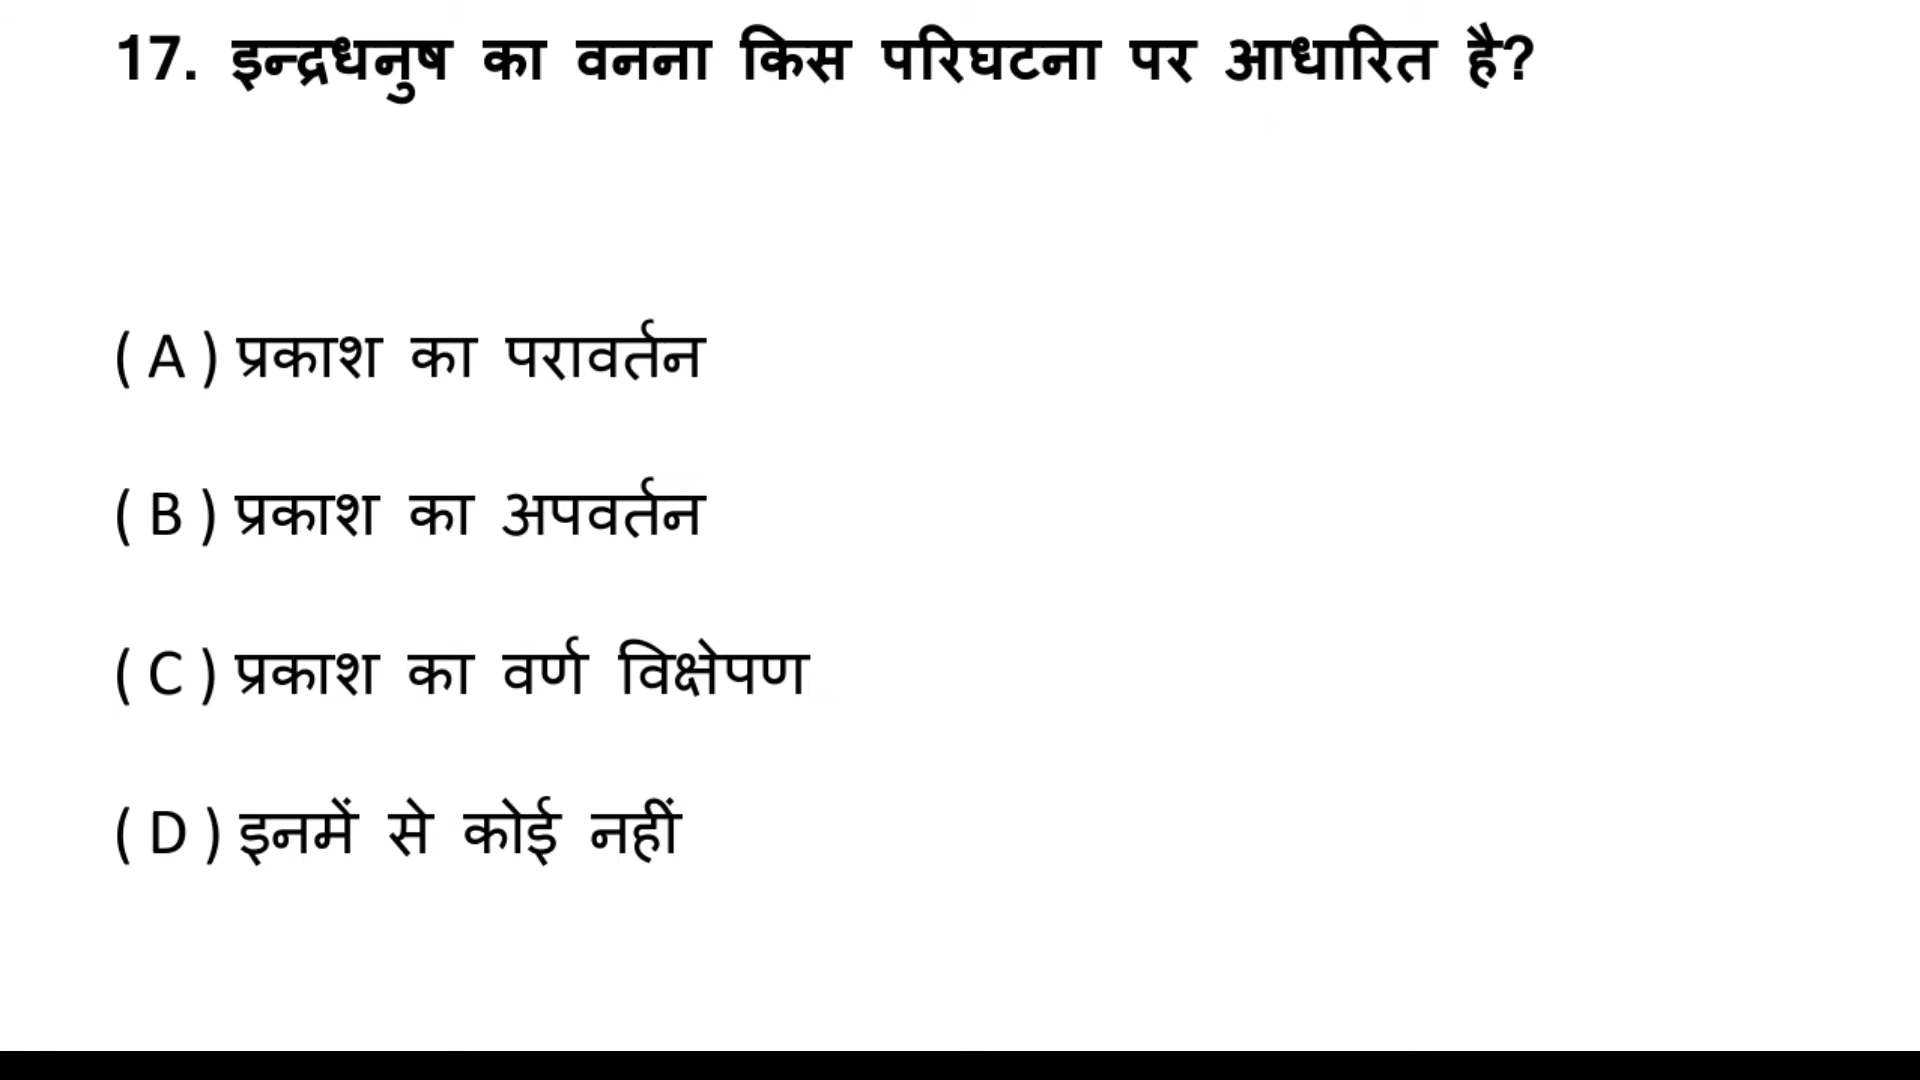 17. इन्द्रधनुष का वनना किस परिघटना पर आधारित है?
( A ) प्रकाश का परावर्तन
( B ) प्रकाश का अपवर्तन
( C ) प्रकाश का वर्ण विक्षेपण
( D ) इनमें से कोई नहीं